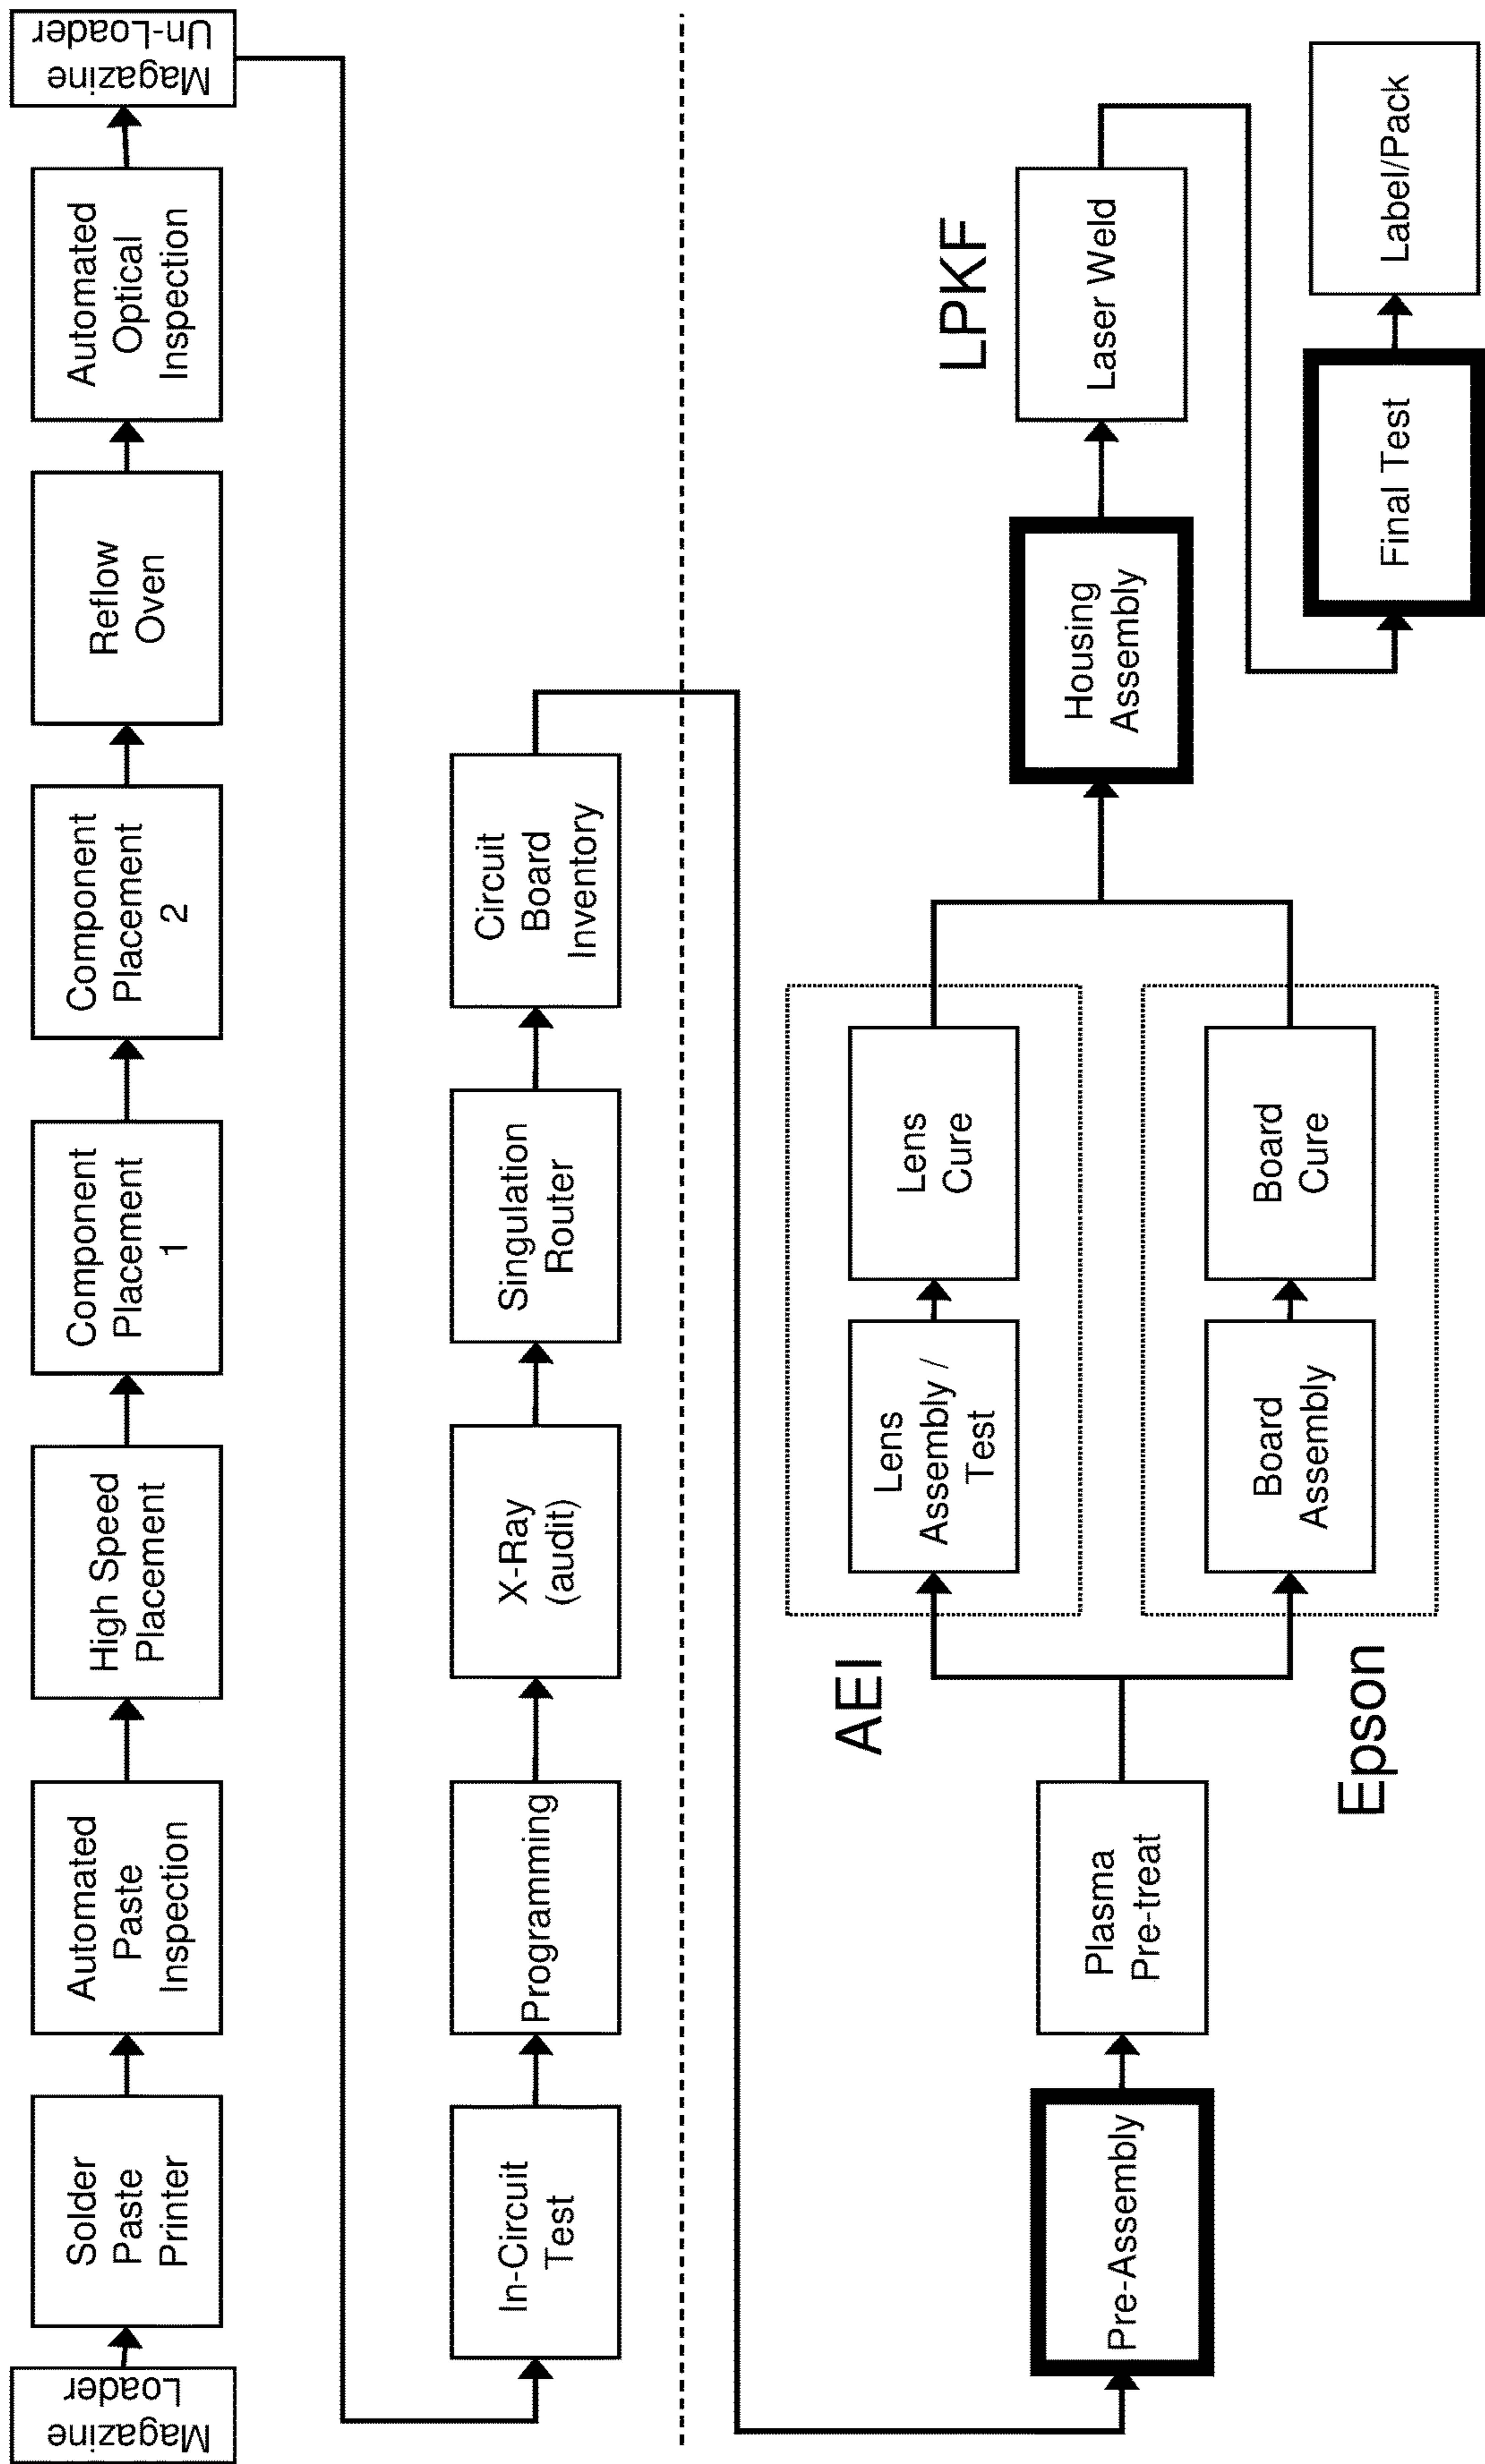 Magazine
Loader
Solder
Paste
Printer
Automated
Paste
Inspection
High Speed
Placement
Component
Placement
1
Component
Placement
2
Reflow
Oven
Automated
Optical
Inspection
Magazine
Un-Loader
In-Circuit
Test
Programming
X-Ray
(audit)
Singulation
Router
Circuit
Board
Inventory
Pre-Assembly
Plasma
Pre-treat
AEI
Lens
Assembly /
Test
Lens
Cure
Epson
Board
Assembly
Board
Cure
Housing
Assembly
LPKF
Laser Weld
Final Test
Label/Pack